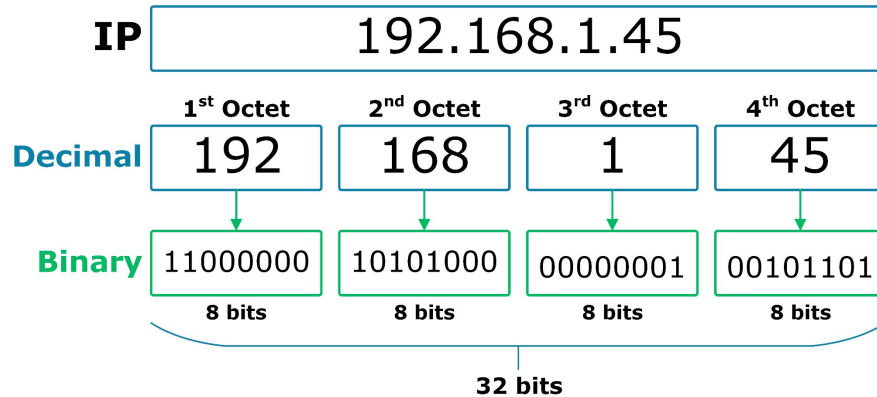 IP 192.168.1.45
1st Octet 2nd Octet 3rd Octet 4th Octet
Decimal 192 168 1 45
Binary 11000000 10101000 00000001 00101101
8 bits 8 bits 8 bits 8 bits
32 bits